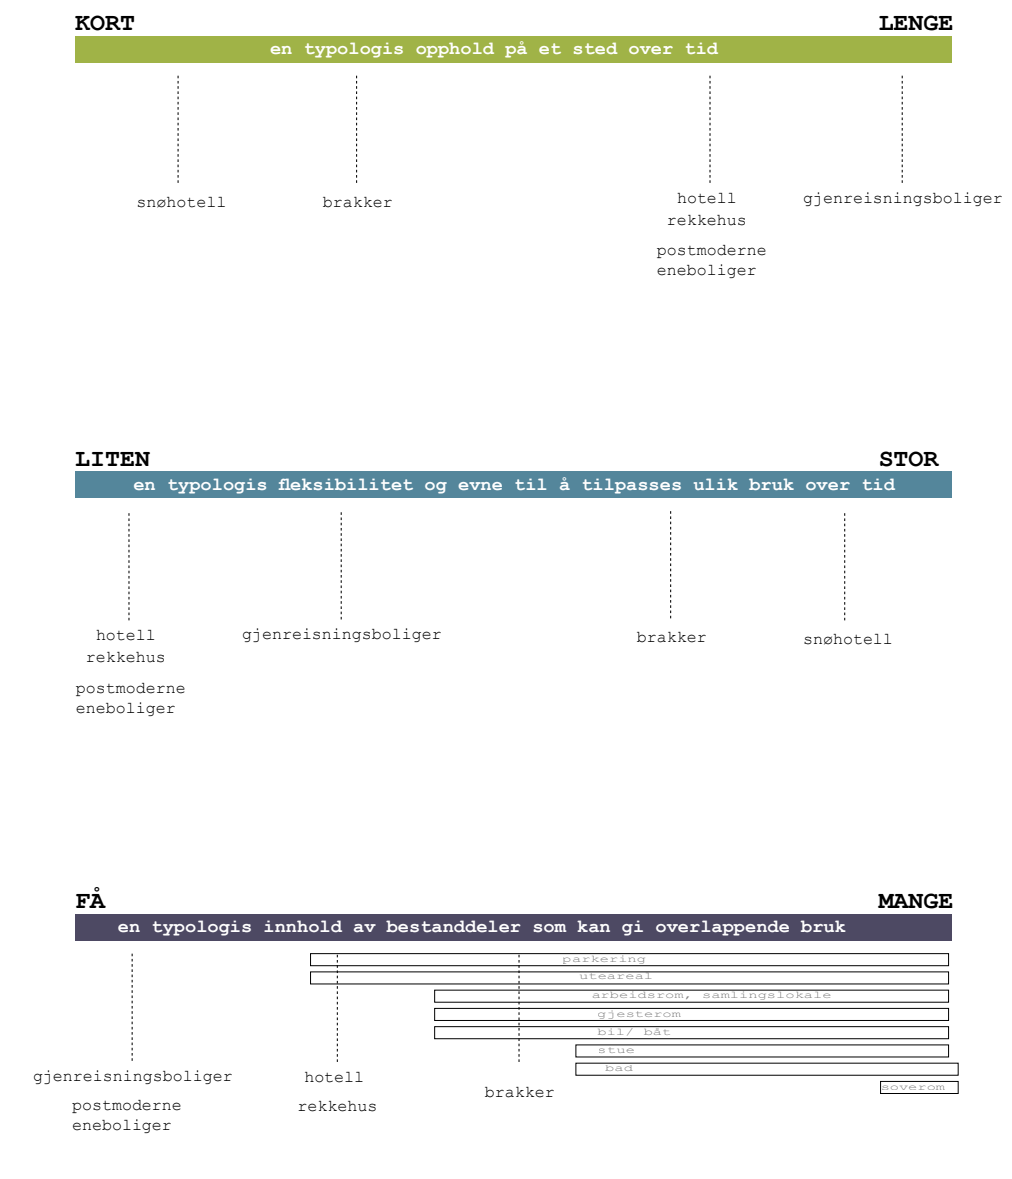 KORT LENGE
en typologis opphold på et sted over tid
snøhotell brakker hotell gjenreisningsboliger
rekkehus
postmoderne
eneboliger
LITEN STOR
en typologis fleksibilitet og evne til å tilpasses ulik bruk over tid
hotell gjenreisningsboliger brakker snøhotell
rekkehus
postmoderne
eneboliger
FÅ MANGE
en typologis innhold av bestanddeler som kan gi overlappende bruk
parkering
uteareal
arbeidsrom, samlingslokale
gjesterom
bil/ båt
stue
bad
soverom
gjenreisningsboliger hotell brakker
postmoderne rekkehus
eneboliger